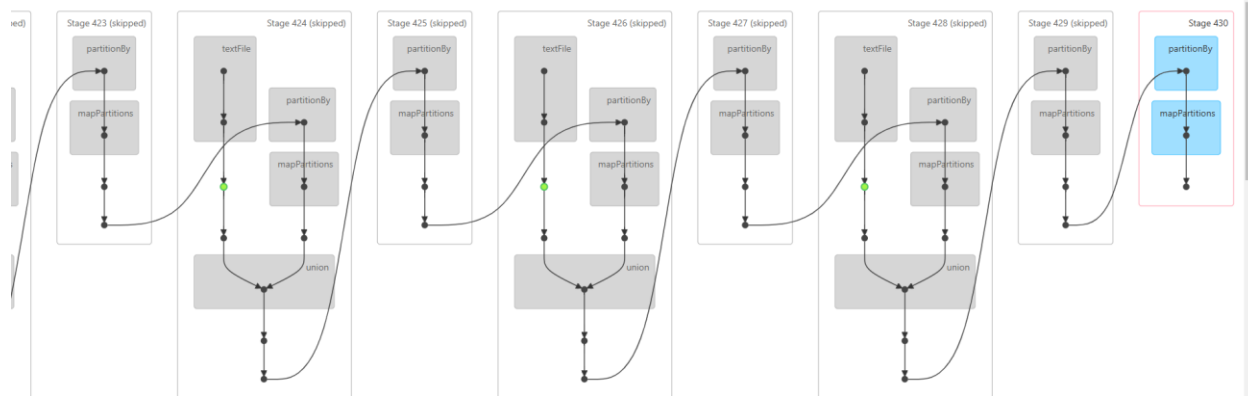 ed)
Stage 423 (skipped)
partitionBy
mapPartitions
Stage 424 (skipped)
textFile
partitionBy
mapPartitions
union
Stage 425 (skipped)
partitionBy
mapPartitions
Stage 426 (skipped)
textFile
partitionBy
mapPartitions
union
Stage 427 (skipped)
partitionBy
mapPartitions
Stage 428 (skipped)
textFile
partitionBy
mapPartitions
union
Stage 429 (skipped)
partitionBy
mapPartitions
Stage 430
partitionBy
mapPartitions